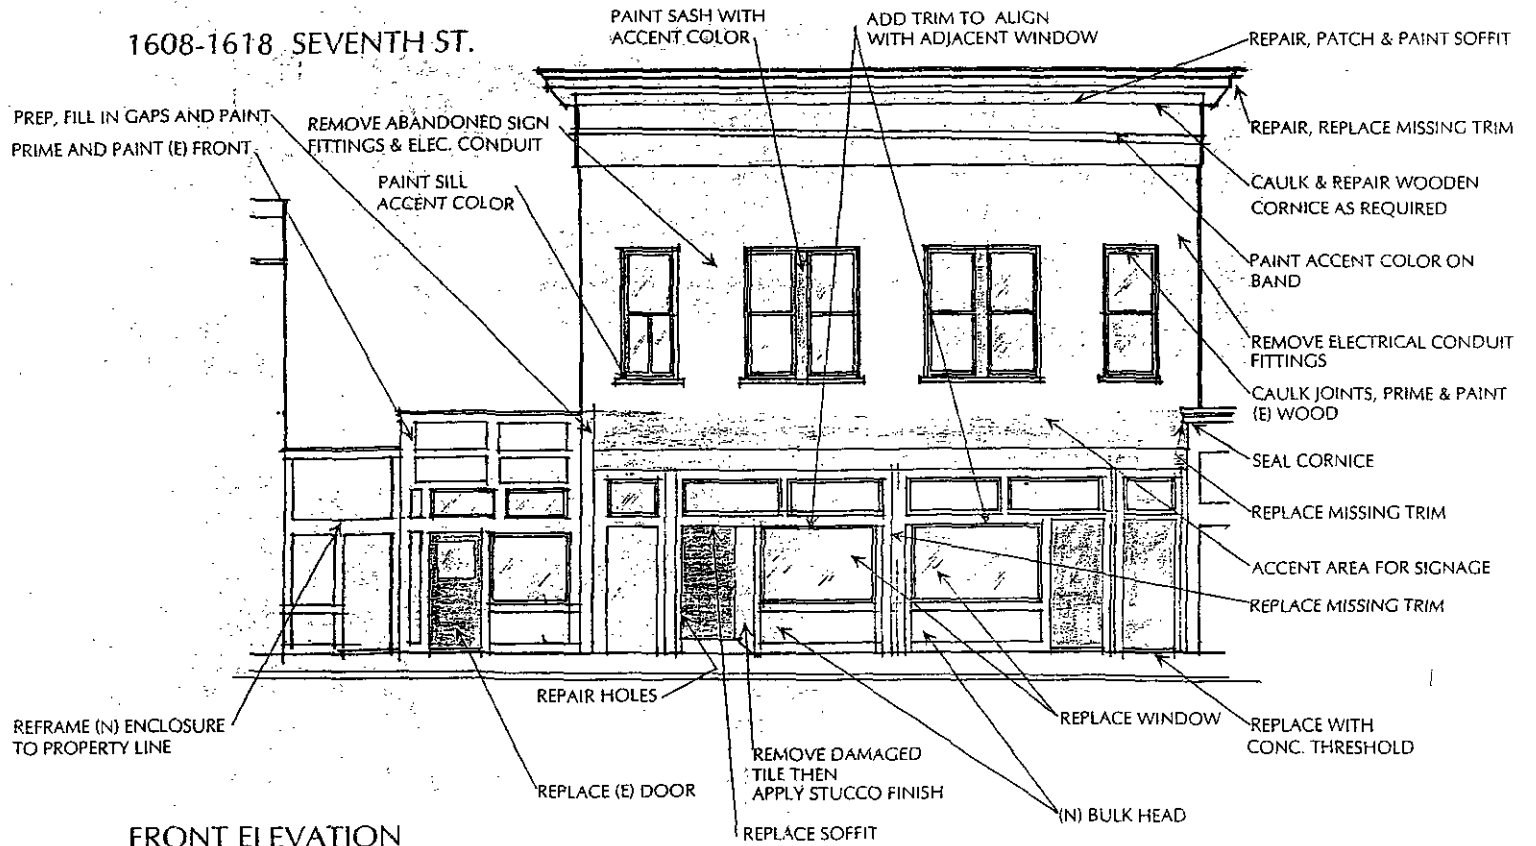 1608-1618 SEVENTH ST.
PAINT SASH WITH
ACCENT COLOR
ADD TRIM TO ALIGN
WITH ADJACENT WINDOW
REPAIR, PATCH & PAINT SOFFIT
PREP, FILL IN GAPS AND PAINT
PRIME AND PAINT (E) FRONT
REMOVE ABANDONED SIGN
FITTINGS & ELEC. CONDUIT
PAINT SILL
ACCENT COLOR
REPAIR, REPLACE MISSING TRIM
CAULK & REPAIR WOODEN
CORNICE AS REQUIRED
PAINT ACCENT COLOR ON
BAND
REMOVE ELECTRICAL CONDUIT
FITTINGS
CAULK JOINTS, PRIME & PAINT
(E) WOOD
SEAL CORNICE
REPLACE MISSING TRIM
ACCENT AREA FOR SIGNAGE
REPLACE MISSING TRIM
REPAIR HOLES
REPLACE WINDOW
REPLACE WITH
CONC. THRESHOLD
REFRAME (N) ENCLOSURE
TO PROPERTY LINE
REPLACE (E) DOOR
REMOVE DAMAGED
TILE THEN
APPLY STUCCO FINISH
(N) BULK HEAD
REPLACE SOFFIT
FRONT ELEVATION